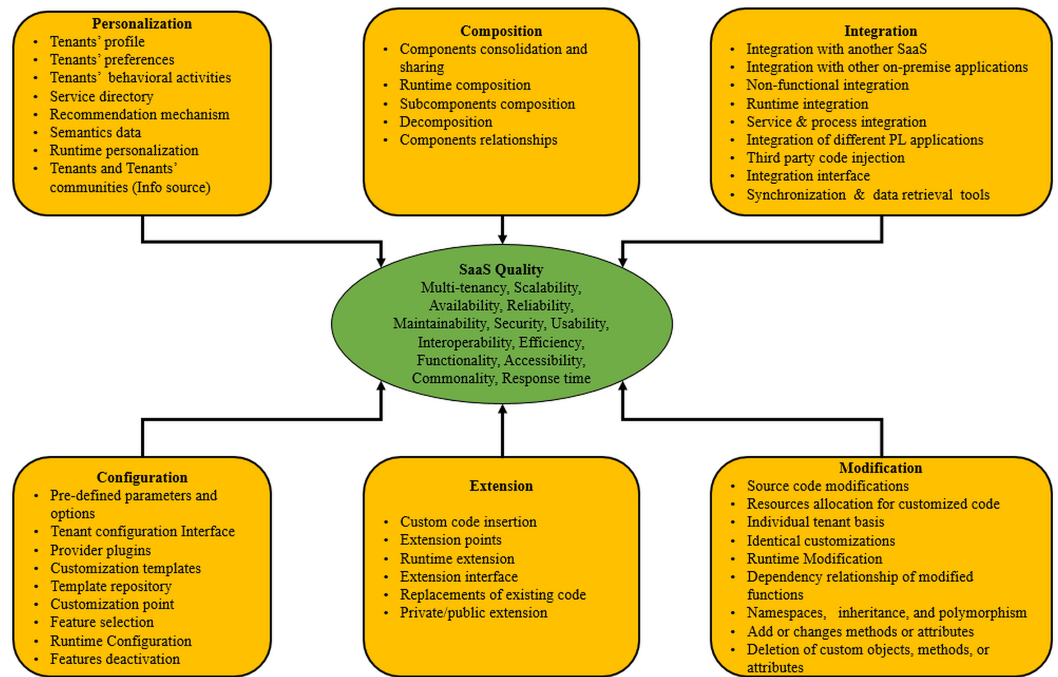 Personalization
• Tenants’ profile
• Tenants’ preferences
• Tenants’ behavioral activities
• Service directory
• Recommendation mechanism
• Semantics data
• Runtime personalization
• Tenants and Tenants’
communities (Info source)
Composition
• Components consolidation and
sharing
• Runtime composition
• Subcomponents composition
• Decomposition
• Components relationships
Integration
• Integration with another SaaS
• Integration with other on-premise applications
• Non-functional integration
• Runtime integration
• Service & process integration
• Integration of different PL applications
• Third party code injection
• Integration interface
• Synchronization & data retrieval tools
SaaS Quality
Multi-tenancy, Scalability,
Availability, Reliability,
Maintainability, Security, Usability,
Interoperability, Efficiency,
Functionality, Accessibility,
Commonality, Response time
Configuration
• Pre-defined parameters and
options
• Tenant configuration Interface
• Provider plugins
• Customization templates
• Template repository
• Customization point
• Feature selection
• Runtime Configuration
• Features deactivation
Extension
• Custom code insertion
• Extension points
• Runtime extension
• Extension interface
• Replacements of existing code
• Private/public extension
Modification
• Source code modifications
• Resources allocation for customized code
• Individual tenant basis
• Identical customizations
• Runtime Modification
• Dependency relationship of modified
functions
• Namespaces, inheritance, and polymorphism
• Add or changes methods or attributes
• Deletion of custom objects, methods, or
attributes